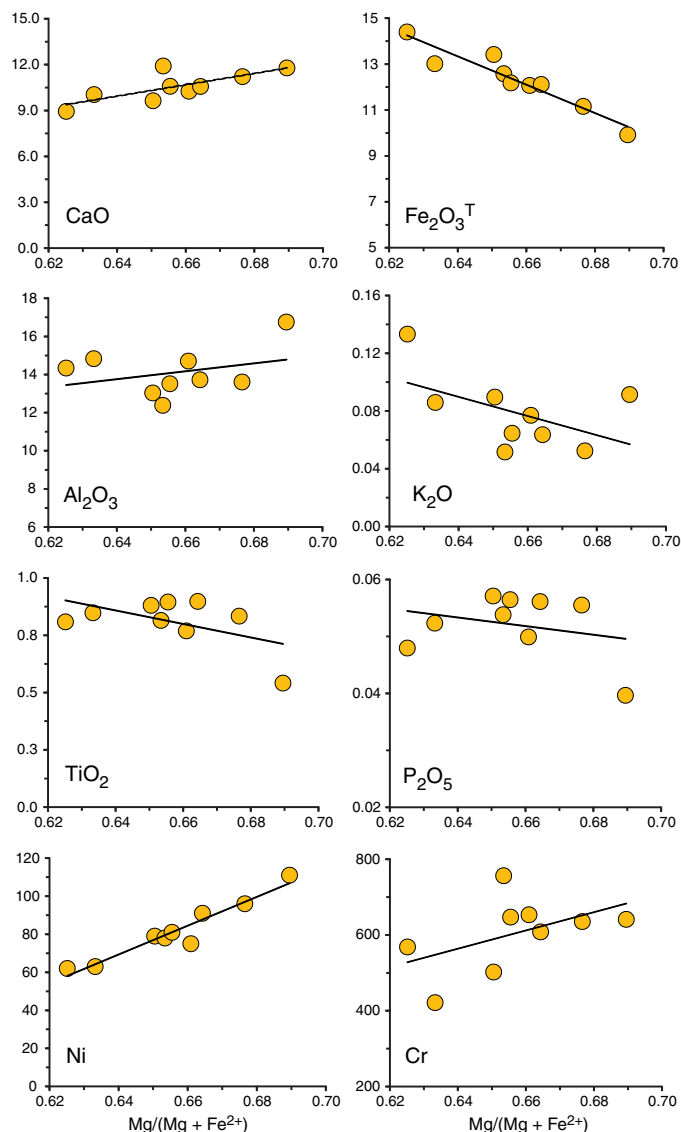 15.0
12.0
9.0
6.0
3.0
0.0
CaO
0.62 0.64 0.66 0.68 0.70
15
13
11
9
7
5
Fe₂O₃ᵀ
0.62 0.64 0.66 0.68 0.70
18
16
14
12
10
8
6
Al₂O₃
0.62 0.64 0.66 0.68 0.70
0.16
0.12
0.08
0.04
0.00
K₂O
0.62 0.64 0.66 0.68 0.70
1.0
0.8
0.5
0.3
0.0
TiO₂
0.62 0.64 0.66 0.68 0.70
0.06
0.04
0.02
P₂O₅
0.62 0.64 0.66 0.68 0.70
120
100
80
60
40
20
0
Ni
0.62 0.64 0.66 0.68 0.70
Mg/(Mg + Fe²⁺)
800
600
400
200
Cr
0.62 0.64 0.66 0.68 0.70
Mg/(Mg + Fe²⁺)